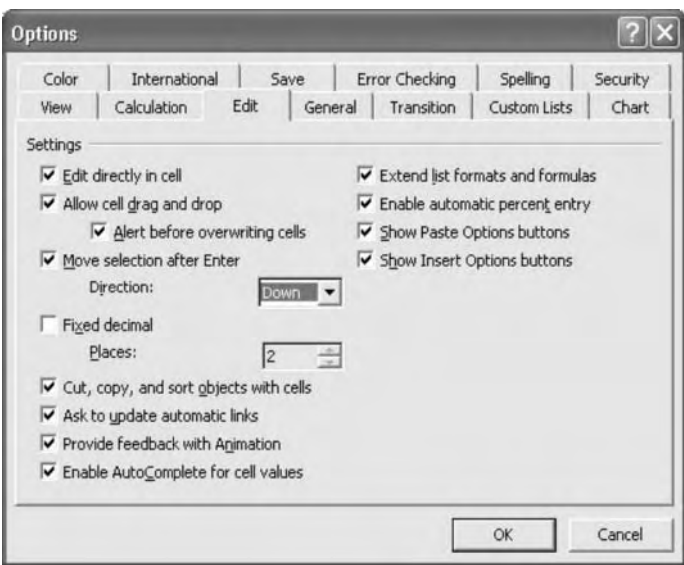 Options
Color International Save Error Checking Spelling Security
View Calculation Edit General Transition Custom Lists Chart
Settings
Edit directly in cell
Allow cell drag and drop
Alert before overwriting cells
Move selection after Enter
Direction: Down
Fixed decimal
Places: 2
Cut, copy, and sort objects with cells
Ask to update automatic links
Provide feedback with Animation
Enable AutoComplete for cell values
Extend list formats and formulas
Enable automatic percent entry
Show Paste Options buttons
Show Insert Options buttons
OK Cancel